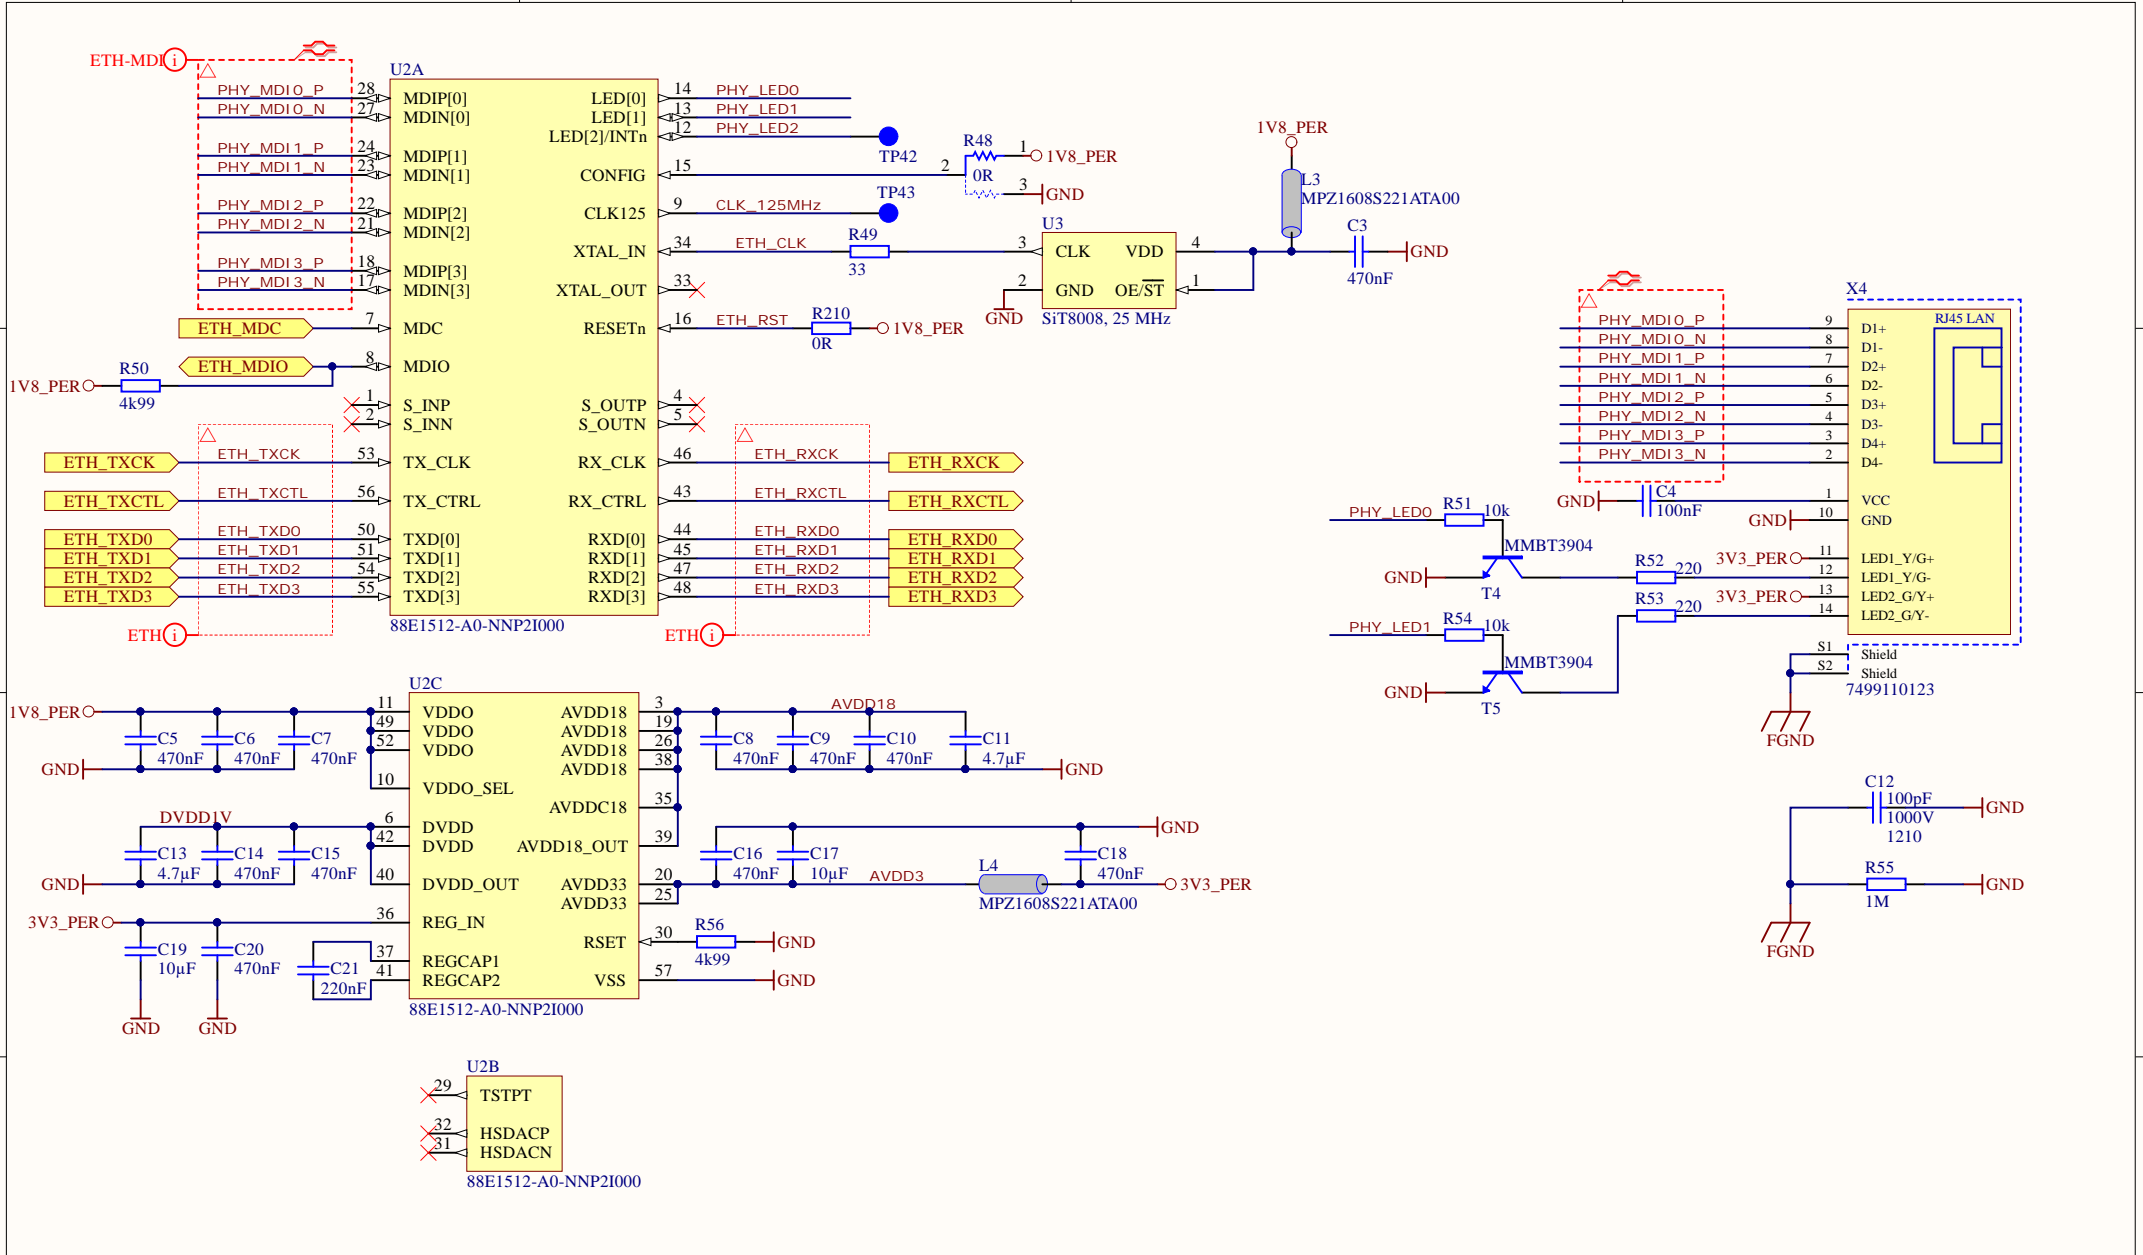 ETH-MDI i
U2A
PHY_MDI0_P 28 MDIP[0] LED[0] 14 PHY_LED0
PHY_MDI0_N 27 MDIN[0] LED[1] 13 PHY_LED1
LED[2]/INTn 12 PHY_LED2
TP42
PHY_MDI1_P 24 MDIP[1]
PHY_MDI1_N 23 MDIN[1] CONFIG 15 2 R48 0R 1 1V8_PER
3 GND
TP43
PHY_MDI2_P 22 MDIP[2] CLK125 9 CLK_125MHz
PHY_MDI2_N 21 MDIN[2]
XTAL_IN 34 ETH_CLK R49 33
PHY_MDI3_P 18 MDIP[3]
PHY_MDI3_N 17 MDIN[3] XTAL_OUT 33
ETH_MDC 7 MDC RESETn 16 ETH_RST R210 0R 1V8_PER
ETH_MDIO 8 MDIO
1V8_PER R50 4k99
1 S_INP S_OUTP 4
2 S_INN S_OUTN 5
ETH_TXCK ETH_TXCK 53 TX_CLK RX_CLK 46 ETH_RXCK ETH_RXCK
ETH_TXCTL ETH_TXCTL 56 TX_CTRL RX_CTRL 43 ETH_RXCTL ETH_RXCTL
ETH_TXD0 ETH_TXD0 50 TXD[0] RXD[0] 44 ETH_RXD0 ETH_RXD0
ETH_TXD1 ETH_TXD1 51 TXD[1] RXD[1] 45 ETH_RXD1 ETH_RXD1
ETH_TXD2 ETH_TXD2 54 TXD[2] RXD[2] 47 ETH_RXD2 ETH_RXD2
ETH_TXD3 ETH_TXD3 55 TXD[3] RXD[3] 48 ETH_RXD3 ETH_RXD3
ETH i 88E1512-A0-NNP2I000 ETH i
1V8_PER
L3
MPZ1608S221ATA00
U3
3 CLK VDD 4
2 GND OE/ST 1
GND
SiT8008, 25 MHz
C3
470nF
GND
X4
RJ45 LAN
PHY_MDI0_P 9 D1+
PHY_MDI0_N 8 D1-
PHY_MDI1_P 7 D2+
PHY_MDI1_N 6 D2-
PHY_MDI2_P 5 D3+
PHY_MDI2_N 4 D3-
PHY_MDI3_P 3 D4+
PHY_MDI3_N 2 D4-
GND C4 100nF 1 VCC
GND 10 GND
3V3_PER 11 LED1_Y/G+
R52 220 12 LED1_Y/G-
3V3_PER 13 LED2_G/Y+
R53 220 14 LED2_G/Y-
S1 Shield
S2 Shield
7499110123
FGND
PHY_LED0 R51 10k
MMBT3904
GND
T4
PHY_LED1 R54 10k
MMBT3904
GND
T5
U2C
1V8_PER 11 VDDO AVDD18 3 AVDD18
49 VDDO AVDD18 19
52 VDDO AVDD18 26
AVDD18 38
C5 470nF
C6 470nF
C7 470nF
GND
C8 470nF
C9 470nF
C10 470nF
C11 4.7µF
GND
10 VDDO_SEL
AVDDC18 35
DVDD1V 6 DVDD
42 DVDD AVDD18_OUT 39
GND
C13 4.7µF
C14 470nF
C15 470nF
GND
C16 470nF
C17 10µF
C18 470nF
40 DVDD_OUT AVDD33 20 AVDD3
AVDD33 25
L4
MPZ1608S221ATA00
3V3_PER
3V3_PER 36 REG_IN
RSET 30 R56 4k99 GND
C19 10µF
C20 470nF
C21 220nF
37 REGCAP1
41 REGCAP2 VSS 57 GND
GND GND
88E1512-A0-NNP2I000
C12
100pF
1000V
1210
GND
R55
1M
GND
FGND
U2B
29 TSTPT
32 HSDACP
31 HSDACN
88E1512-A0-NNP2I000